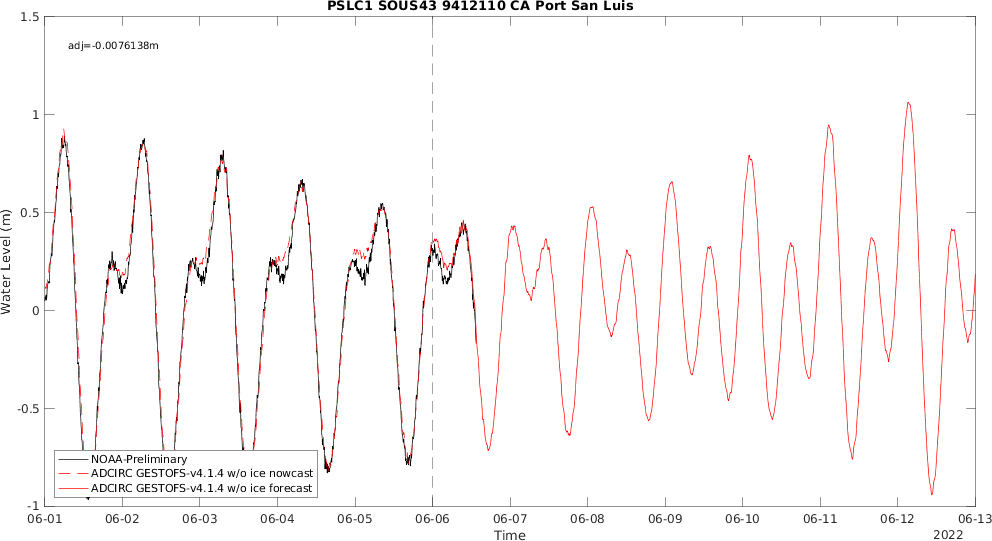 PSLC1 SOUS43 9412110 CA Port San Luis
1.5
adj=-0.0076138m
1
0.5
Water Level (m)
0
-0.5
NOAA-Preliminary
ADCIRC GESTOFS-v4.1.4 w/o ice nowcast
ADCIRC GESTOFS-v4.1.4 w/o ice forecast
-1
06-01 06-02 06-03 06-04 06-05 06-06 06-07 06-08 06-09 06-10 06-11 06-12 06-13
Time
2022